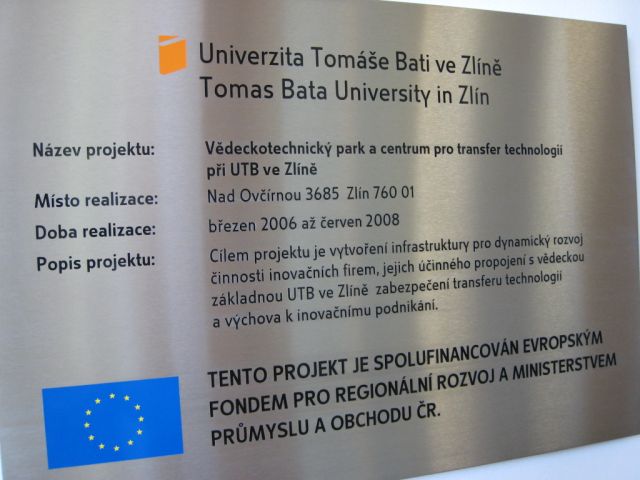 Univerzita Tomáše Bati ve Zlíně
Tomas Bata University in Zlín
Název projektu: Vědeckotechnický park a centrum pro transfer technologií
při UTB ve Zlíně
Místo realizace: Nad Ovčírnou 3685 Zlín 760 01
Doba realizace: březen 2006 až červen 2008
Popis projektu: Cílem projektu je vytvoření infrastruktury pro dynamický rozvoj
činnosti inovačních firem, jejich účinného propojení s vědeckou
základnou UTB ve Zlíně zabezpečení transferu technologií
a výchova k inovačnímu podnikání.
TENTO PROJEKT JE SPOLUFINANCOVÁN EVROPSKÝM
FONDEM PRO REGIONÁLNÍ ROZVOJ A MINISTERSTVEM
PRŮMYSLU A OBCHODU ČR.